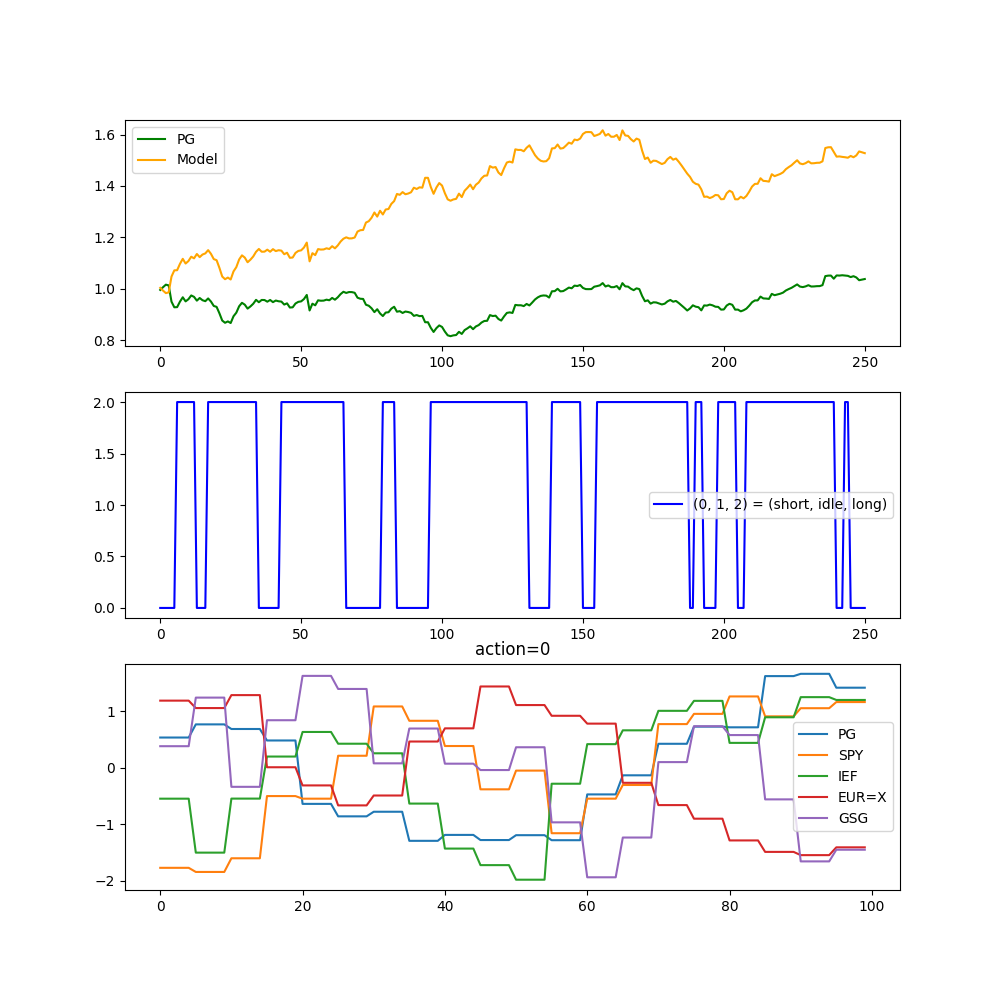 1.6
1.4
1.2
1.0
0.8
PG
Model
0 50 100 150 200 250
2.0
1.5
1.0
0.5
0.0
(0, 1, 2) = (short, idle, long)
0 50 100 150 200 250
action=0
1
0
−1
−2
PG
SPY
IEF
EUR=X
GSG
0 20 40 60 80 100